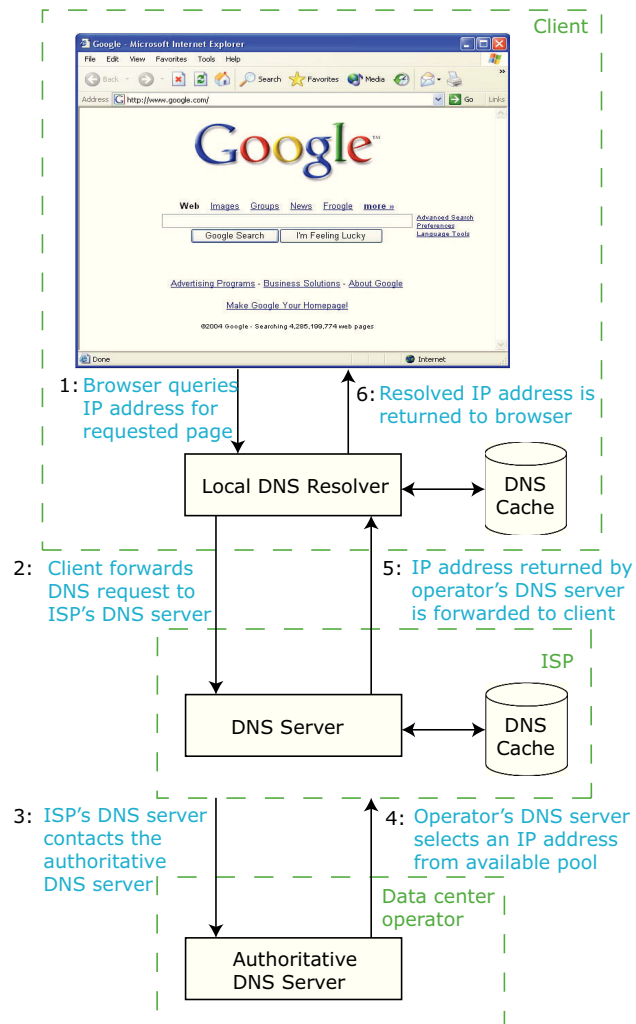 Client
Google - Microsoft Internet Explorer
File Edit View Favorites Tools Help
Back Search Favorites Media »
Address http://www.google.com/ Go Links
Google™
Web Images Groups News Froogle more »
Advanced Search
Preferences
Language Tools
Google Search I'm Feeling Lucky
Advertising Programs - Business Solutions - About Google
Make Google Your Homepage!
©2004 Google - Searching 4,285,199,774 web pages
Done Internet
1: Browser queries
IP address for
requested page
6: Resolved IP address is
returned to browser
Local DNS Resolver
DNS
Cache
2: Client forwards
DNS request to
ISP's DNS server
5: IP address returned by
operator's DNS server
is forwarded to client
ISP
DNS Server
DNS
Cache
3: ISP's DNS server
contacts the
authoritative
DNS server
4: Operator's DNS server
selects an IP address
from available pool
Data center
operator
Authoritative
DNS Server